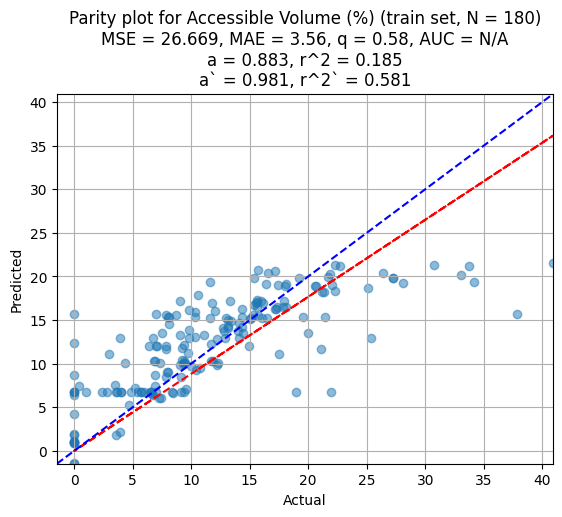 Parity plot for Accessible Volume (%) (train set, N = 180)
MSE = 26.669, MAE = 3.56, q = 0.58, AUC = N/A
a = 0.883, r^2 = 0.185
a` = 0.981, r^2` = 0.581
40
35
30
25
20
15
10
5
0
Predicted
0 5 10 15 20 25 30 35 40
Actual